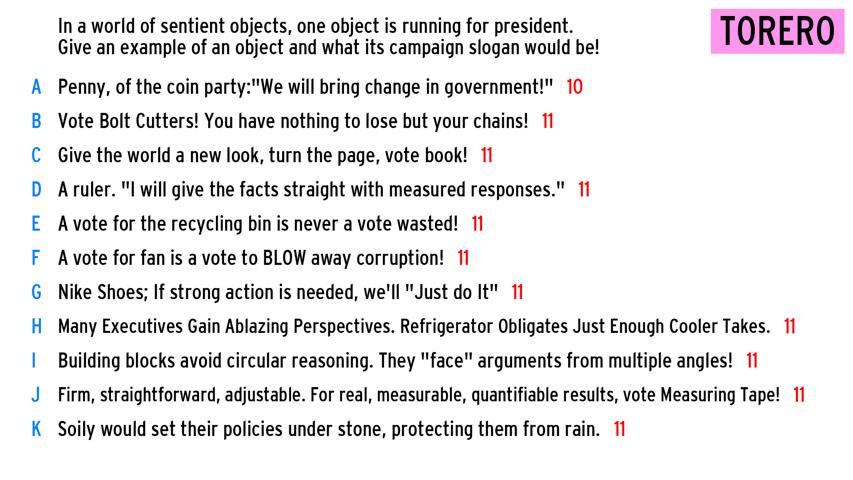 In a world of sentient objects, one object is running for president.
Give an example of an object and what its campaign slogan would be!
TORERO
A Penny, of the coin party:"We will bring change in government!" 10
B Vote Bolt Cutters! You have nothing to lose but your chains! 11
C Give the world a new look, turn the page, vote book! 11
D A ruler. "I will give the facts straight with measured responses." 11
E A vote for the recycling bin is never a vote wasted! 11
F A vote for fan is a vote to BLOW away corruption! 11
G Nike Shoes; If strong action is needed, we'll "Just do It" 11
H Many Executives Gain Ablazing Perspectives. Refrigerator Obligates Just Enough Cooler Takes. 11
I Building blocks avoid circular reasoning. They "face" arguments from multiple angles! 11
J Firm, straightforward, adjustable. For real, measurable, quantifiable results, vote Measuring Tape! 11
K Soily would set their policies under stone, protecting them from rain. 11